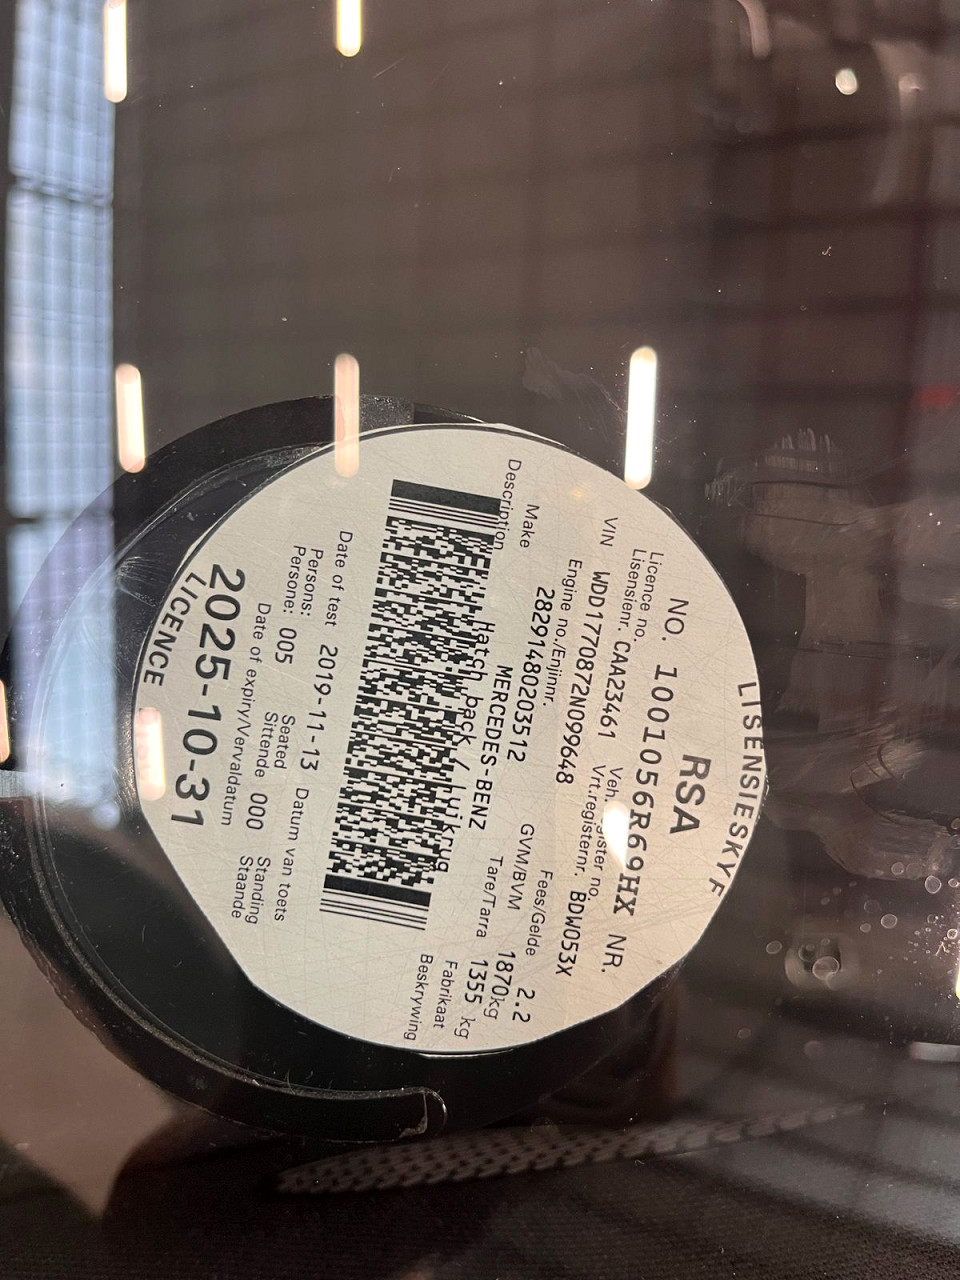 LISENSIESKYF
RSA
NO. 1001056R69HX NR.
Licence no.
Lisensienr. CAA23461
Veh. register no.
Vrt.registernr. BDW053X
VIN WDD1770872N099648
Engine no./Enjinnr.
28291480203512
Fees/Gelde 2.2
GVM/BVM 1870kg
Make MERCEDES-BENZ
Tare/Tarra 1355 kg
Fabrikaat
Description Hatch back / Luikrug
Beskrywing
Date of test 2019-11-13 Datum van toets
Persons:
Persone: 005
Seated
Sittende 000
Standing
Staande
Date of expiry/Vervaldatum
2025-10-31
LICENCE